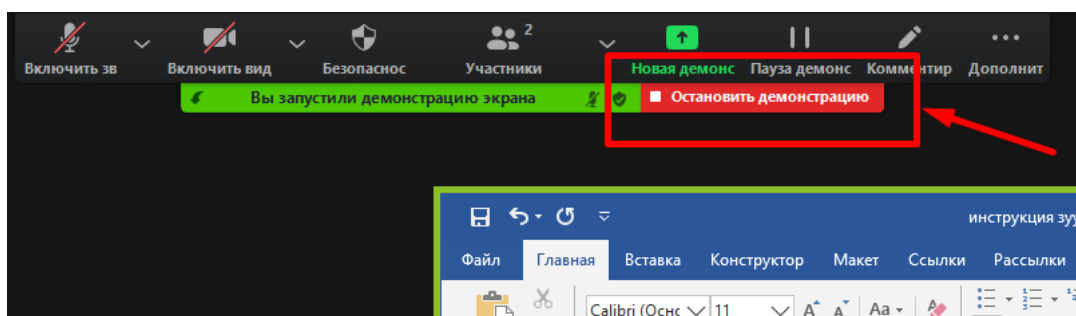 2
Включить зв Включить вид Безопаснос Участники Новая демонс Пауза демонс Комментир Дополнит
Вы запустили демонстрацию экрана Остановить демонстрацию
инструкция зу
Файл Главная Вставка Конструктор Макет Ссылки Рассылки
Calibri (Оснс 11 A A Aa